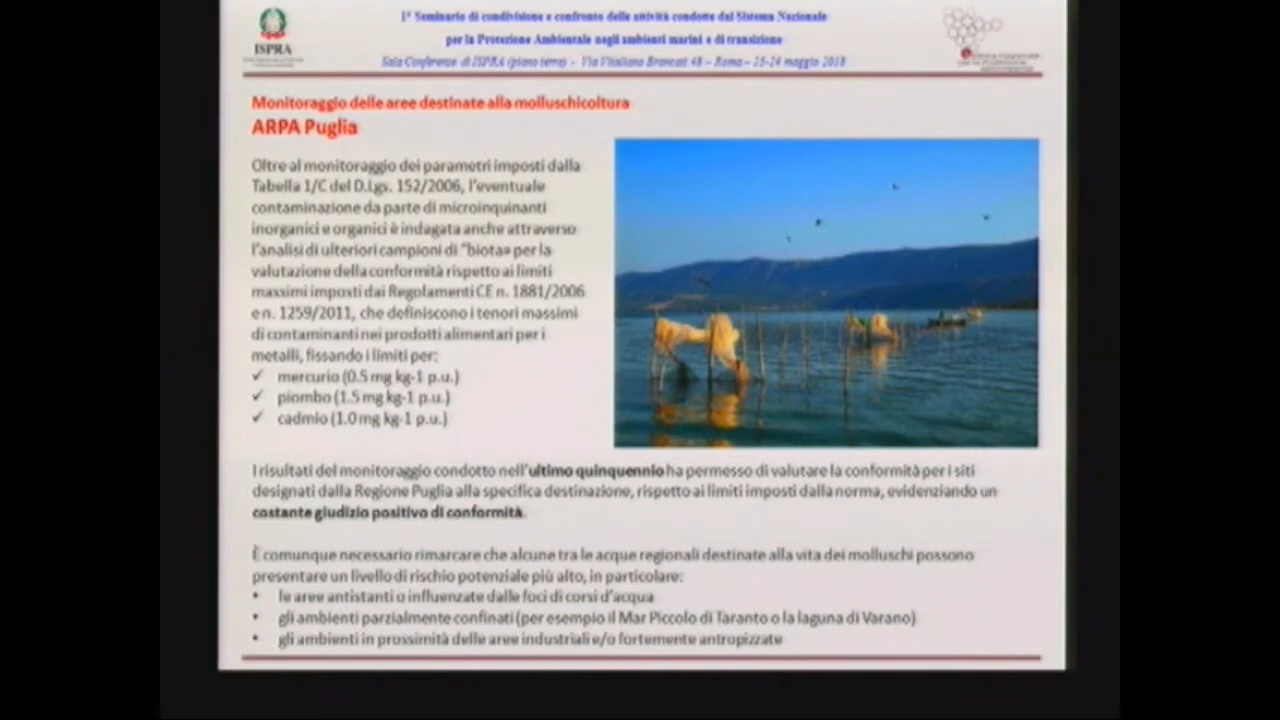 1° Seminario di condivisione e confronto delle attività condotte dal Sistema Nazionale
per la Protezione Ambientale negli ambienti marini e di transizione
Sala Conferenze di ISPRA (piano terra) - Via Vitaliano Brancati 48 – Roma – 23-24 maggio 2018
ISPRA
Monitoraggio delle aree destinate alla molluschicoltura
ARPA Puglia
Oltre al monitoraggio dei parametri imposti dalla
Tabella 1/C del D.Lgs. 152/2006, l'eventuale
contaminazione da parte di microinquinanti
inorganici e organici è indagata anche attraverso
l'analisi di ulteriori campioni di "biota» per la
valutazione della conformità rispetto ai limiti
massimi imposti dai Regolamenti CE n. 1881/2006
e n. 1259/2011, che definiscono i tenori massimi
di contaminanti nei prodotti alimentari per i
metalli, fissando i limiti per:
✓ mercurio (0.5 mg kg-1 p.u.)
✓ piombo (1.5 mg kg-1 p.u.)
✓ cadmio (1.0 mg kg-1 p.u.)
I risultati del monitoraggio condotto nell'ultimo quinquennio ha permesso di valutare la conformità per i siti
designati dalla Regione Puglia alla specifica destinazione, rispetto ai limiti imposti dalla norma, evidenziando un
costante giudizio positivo di conformità.
È comunque necessario rimarcare che alcune tra le acque regionali destinate alla vita dei molluschi possono
presentare un livello di rischio potenziale più alto, in particolare:
• le aree antistanti o influenzate dalle foci di corsi d'acqua
• gli ambienti parzialmente confinati (per esempio il Mar Piccolo di Taranto o la laguna di Varano)
• gli ambienti in prossimità delle aree industriali e/o fortemente antropizzate